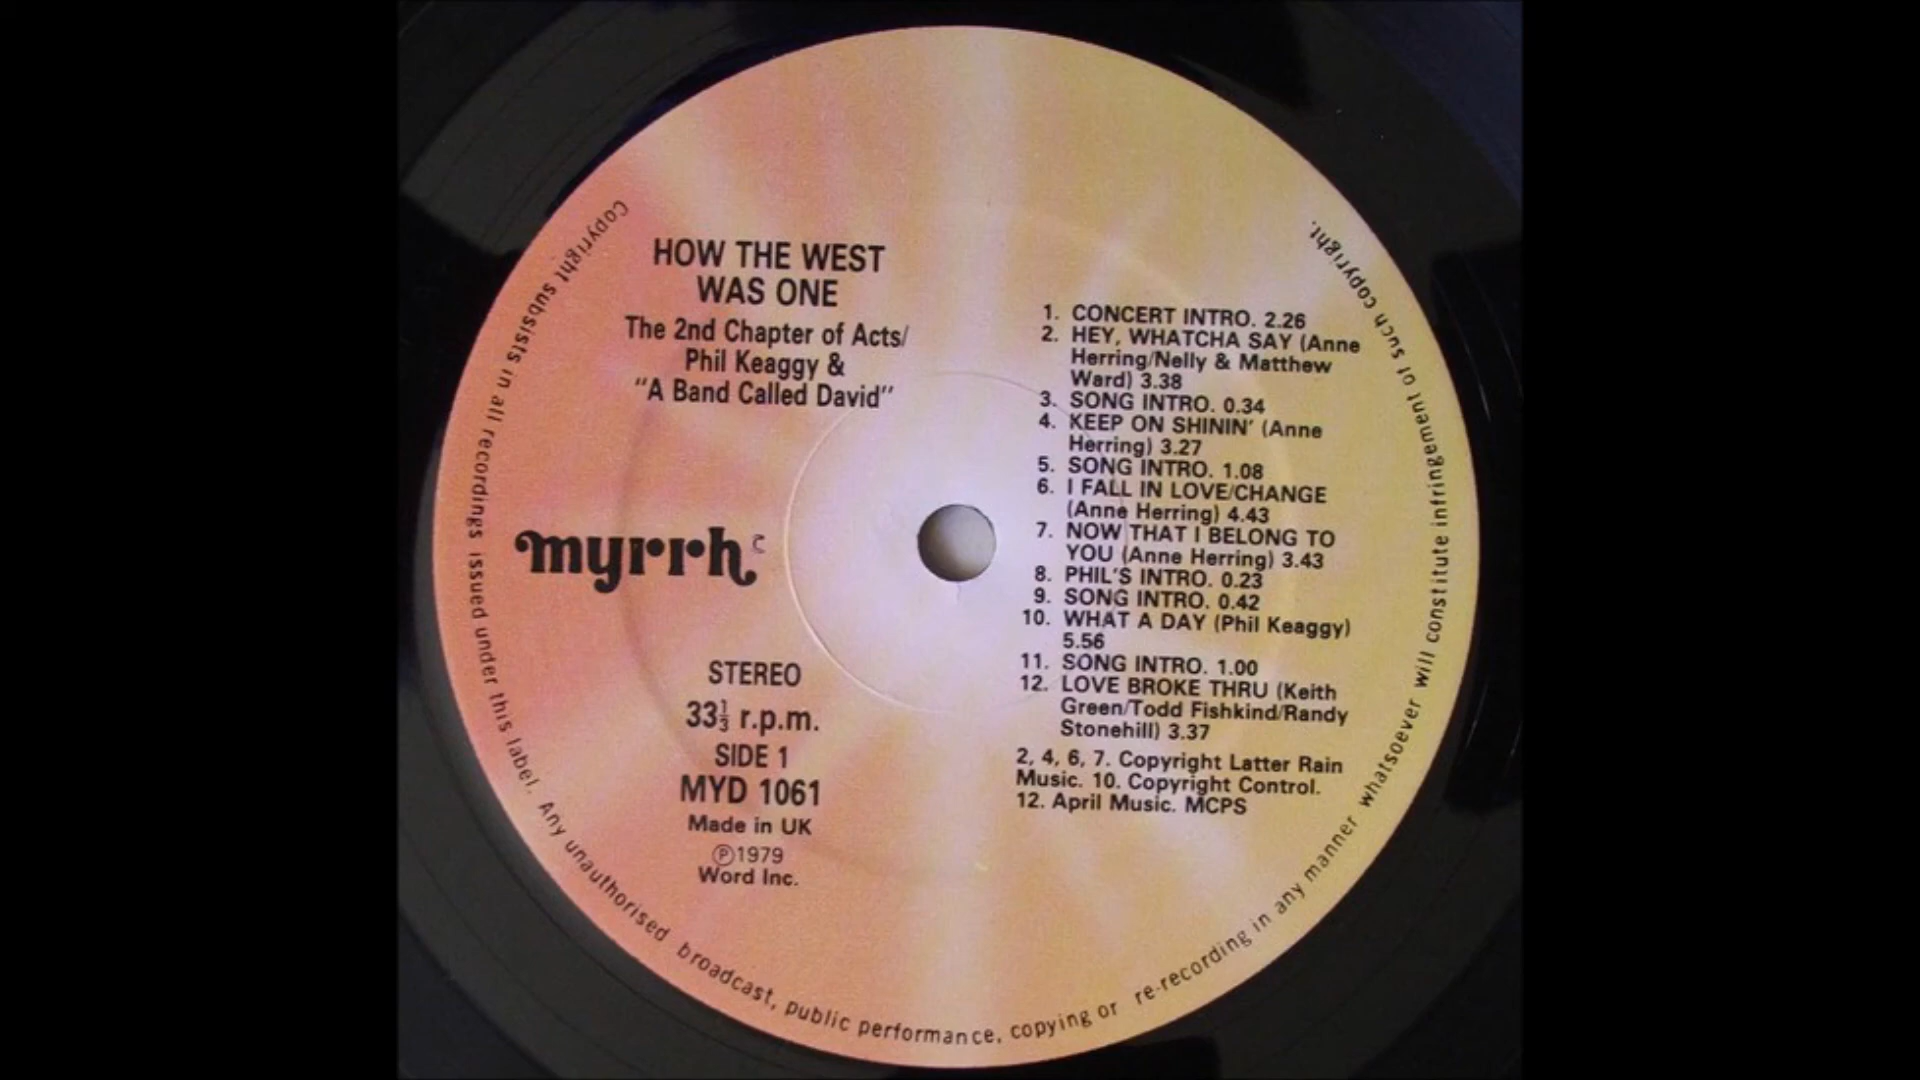 HOW THE WEST
WAS ONE
The 2nd Chapter of Acts/
Phil Keaggy &
"A Band Called David"
myrrh
STEREO
33⅓ r.p.m.
SIDE 1
MYD 1061
Made in UK
Ⓟ1979
Word Inc.
1. CONCERT INTRO. 2.26
2. HEY, WHATCHA SAY (Anne
Herring/Nelly & Matthew
Ward) 3.38
3. SONG INTRO. 0.34
4. KEEP ON SHININ' (Anne
Herring) 3.27
5. SONG INTRO. 1.08
6. I FALL IN LOVE/CHANGE
(Anne Herring) 4.43
7. NOW THAT I BELONG TO
YOU (Anne Herring) 3.43
8. PHIL'S INTRO. 0.23
9. SONG INTRO. 0.42
10. WHAT A DAY (Phil Keaggy)
5.56
11. SONG INTRO. 1.00
12. LOVE BROKE THRU (Keith
Green/Todd Fishkind/Randy
Stonehill) 3.37
2, 4, 6, 7. Copyright Latter Rain
Music. 10. Copyright Control.
12. April Music. MCPS
Copyright subsists in all recordings issued under this label. Any unauthorised broadcast, public performance, copying or re-recording in any manner whatsoever will constitute infringement of such copyright.